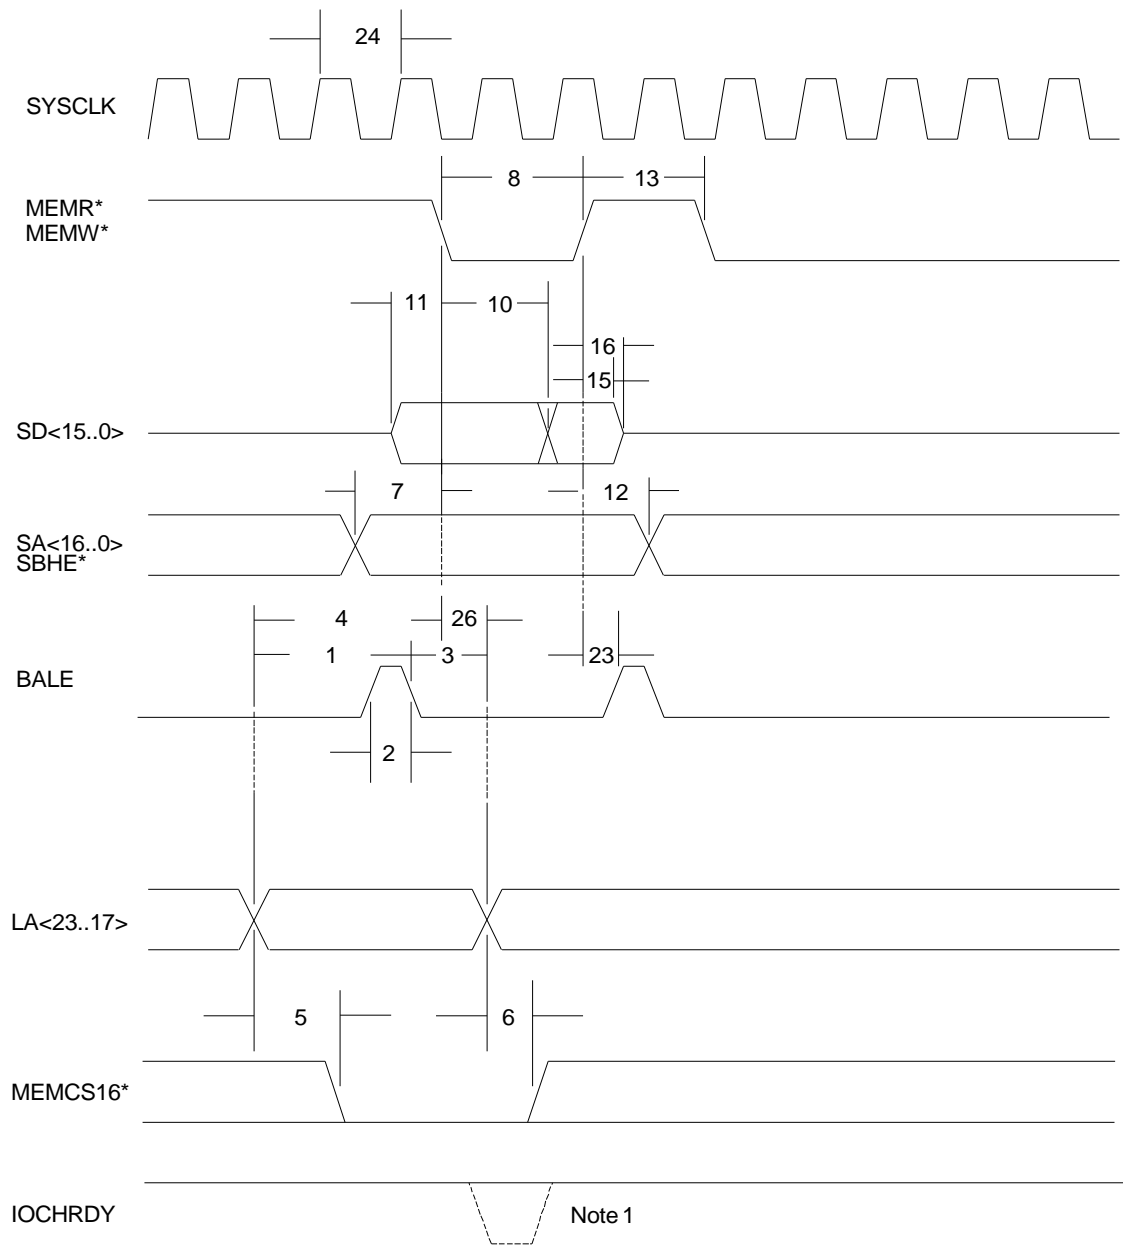 24
SYSCLK
8 13
MEMR*
MEMW*
11 10
16
15
SD<15..0>
7 12
SA<16..0>
SBHE*
4 26
1 3 23
BALE
2
LA<23..17>
5 6
MEMCS16*
IOCHRDY Note 1